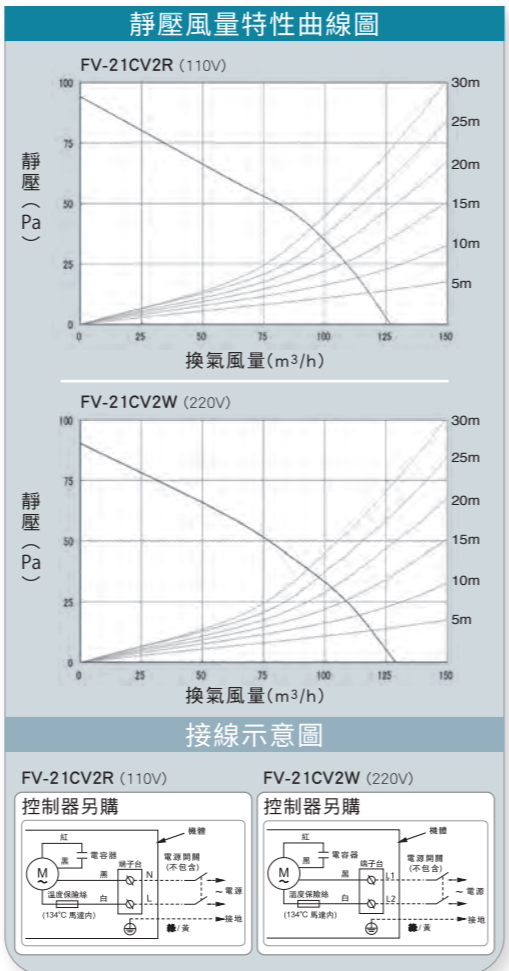 靜壓風量特性曲線圖
FV-21CV2R (110V)
靜壓(Pa)
100
75
50
25
0
30m
25m
20m
15m
10m
5m
0 25 50 75 100 125 150
換氣風量(m³/h)
FV-21CV2W (220V)
靜壓(Pa)
100
75
50
25
0
30m
25m
20m
15m
10m
5m
0 25 50 75 100 125 150
換氣風量(m³/h)
接線示意圖
FV-21CV2R (110V)
控制器另購
機體
紅
電容器
黑
端子台
電源開關
(不包含)
M
~
黑
N
溫度保險絲
白
L
~電源
(134°C 馬達內)
綠/黃
接地
FV-21CV2W (220V)
控制器另購
機體
紅
電容器
黑
端子台
電源開關
(不包含)
M
~
黑
L1
溫度保險絲
白
L2
~電源
(134°C 馬達內)
綠/黃
接地